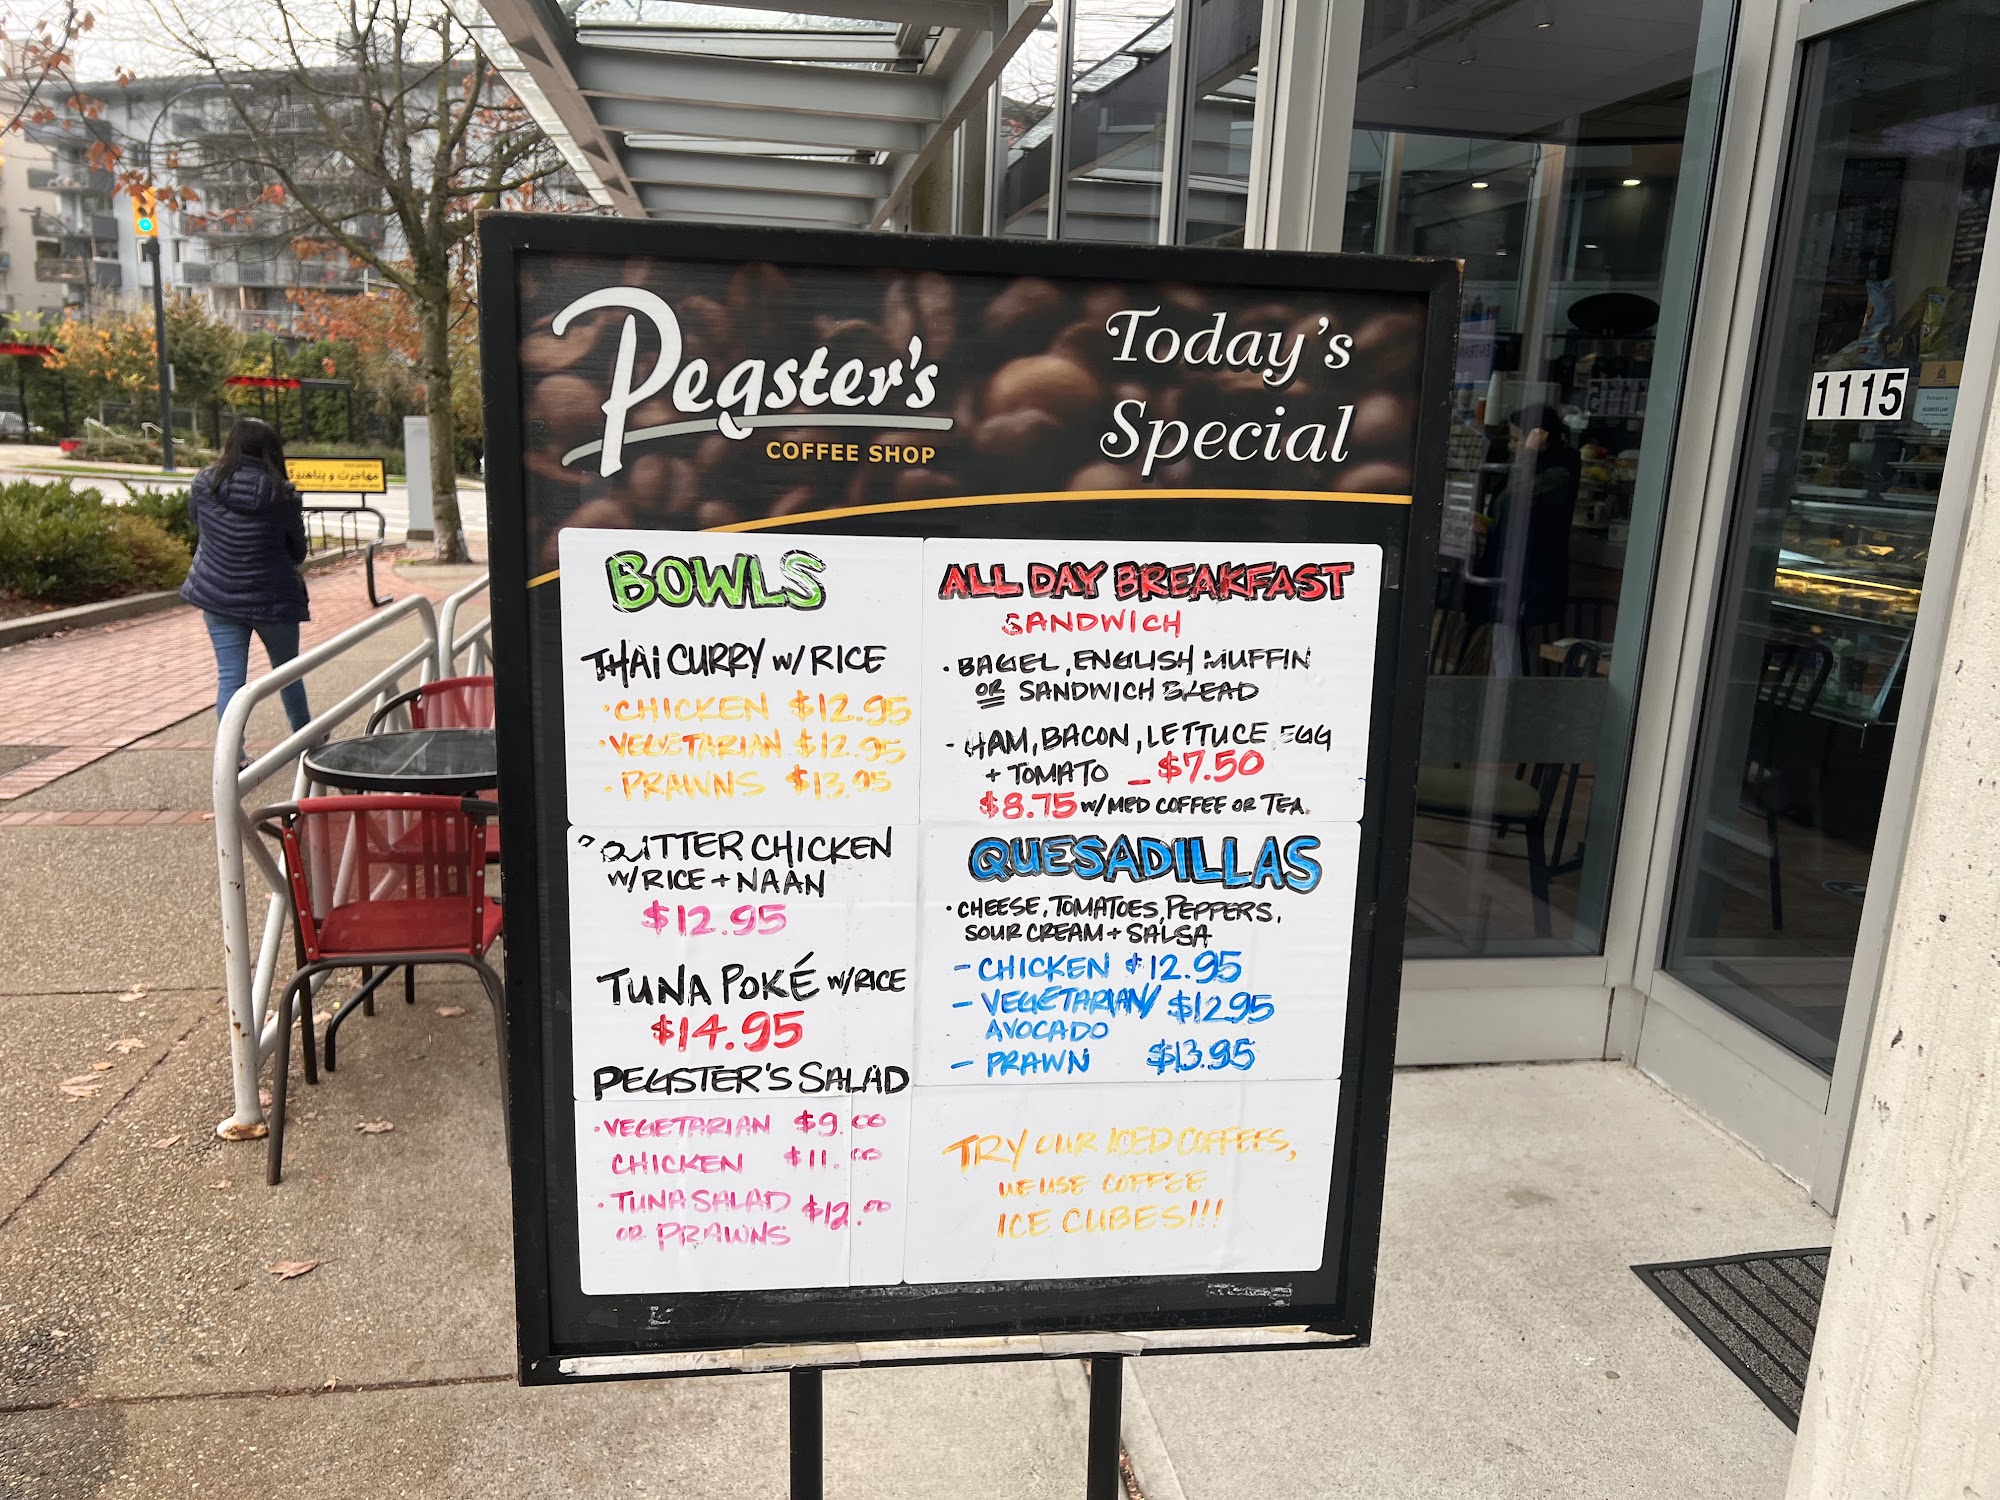 Pegster's
COFFEE SHOP
Today's
Special
BOWLS
THAI CURRY W/ RICE
• CHICKEN $12.95
• VEGETARIAN $12.95
• PRAWNS $13.95
BUTTER CHICKEN
W/ RICE + NAAN
$12.95
TUNA POKÉ W/RICE
$14.95
PEGSTER'S SALAD
• VEGETARIAN $9.00
CHICKEN $11.00
• TUNA SALAD $12.00
OR PRAWNS
ALL DAY BREAKFAST
SANDWICH
• BAGEL, ENGLISH MUFFIN
OR SANDWICH BREAD
- HAM, BACON, LETTUCE, EGG
+ TOMATO - $7.50
$8.75 W/MED COFFEE OR TEA.
QUESADILLAS
• CHEESE, TOMATOES, PEPPERS,
SOUR CREAM + SALSA
- CHICKEN $12.95
- VEGETARIAN/ $12.95
AVOCADO
- PRAWN $13.95
TRY OUR ICED COFFEES,
WE USE COFFEE
ICE CUBES!!!
1115
مهاجرت و پناهندگی